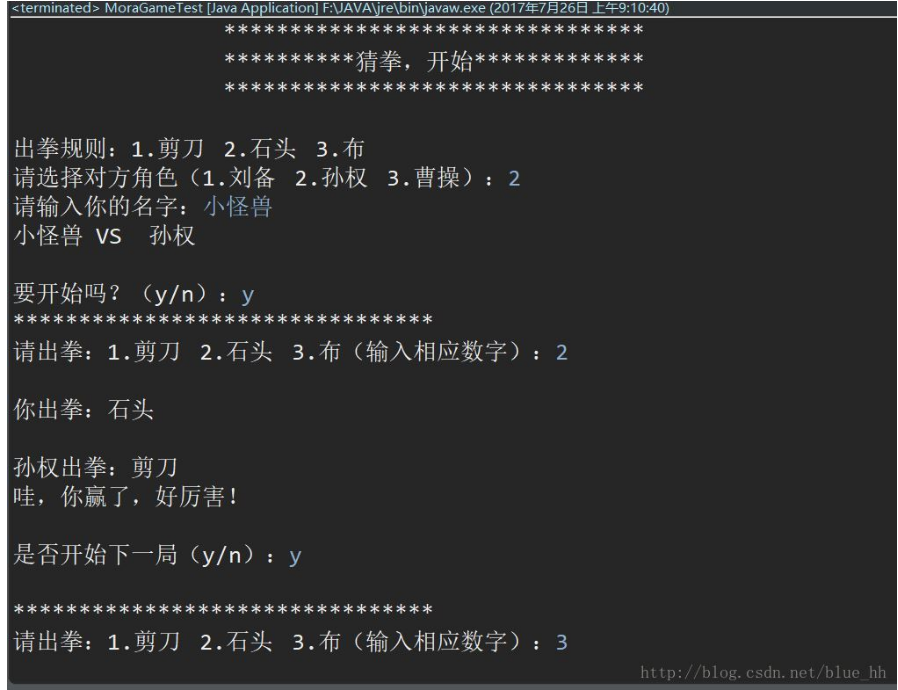 <terminated> MoraGameTest [Java Application] F:\JAVA\jre\bin\javaw.exe (2017年7月26日 上午9:10:40)
********************************
**********猜拳，开始*************
********************************
出拳规则：1.剪刀 2.石头 3.布
请选择对方角色（1.刘备 2.孙权 3.曹操）：2
请输入你的名字：小怪兽
小怪兽 VS  孙权
要开始吗？（y/n）：y
********************************
请出拳：1.剪刀 2.石头 3.布（输入相应数字）：2
你出拳：石头
孙权出拳：剪刀
哇，你赢了，好厉害！
是否开始下一局（y/n）：y
********************************
请出拳：1.剪刀 2.石头 3.布（输入相应数字）：3
http://blog.csdn.net/blue_hh